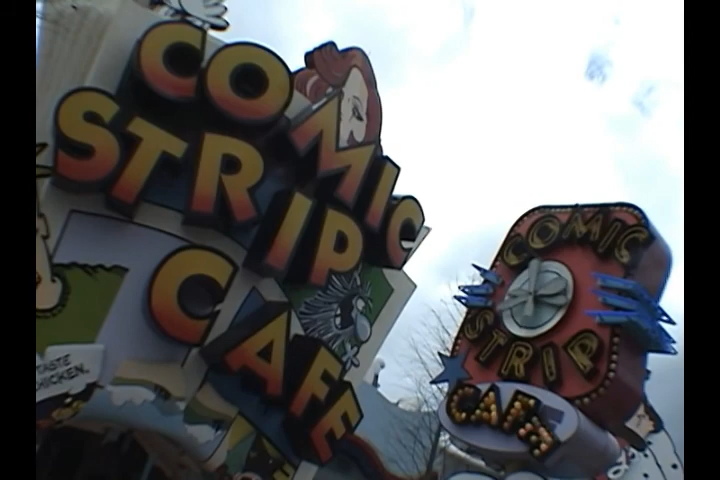 COMIC
STRIP
CAFE
TASTE
CHICKEN.
COMIC
STRIP
CAFE